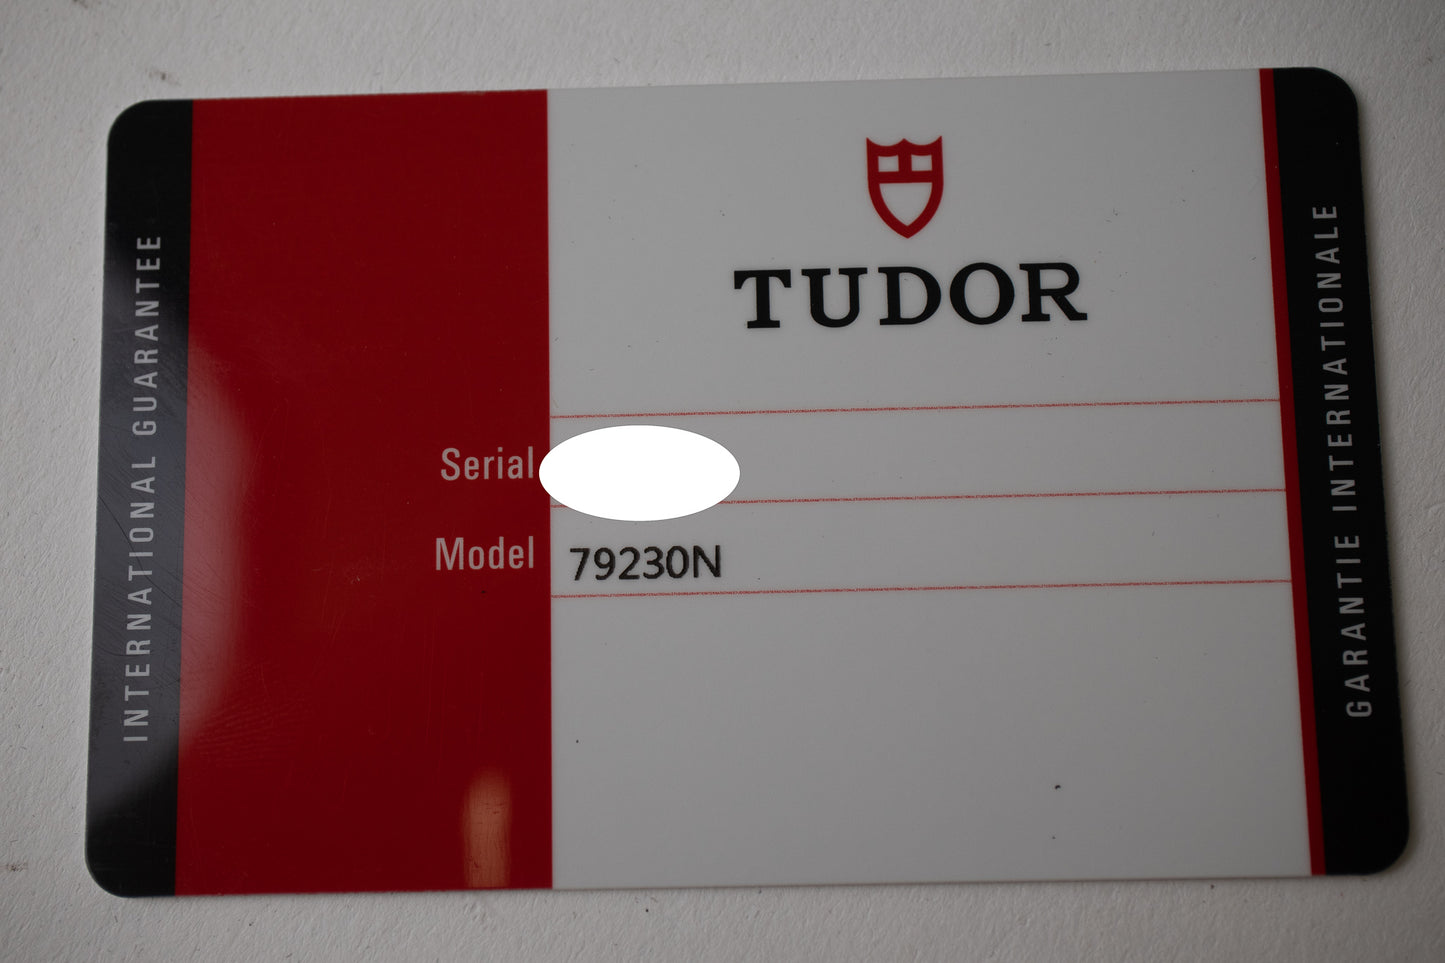 INTERNATIONAL GUARANTEE
TUDOR
Serial
Model 79230N
GARANTIE INTERNATIONALE